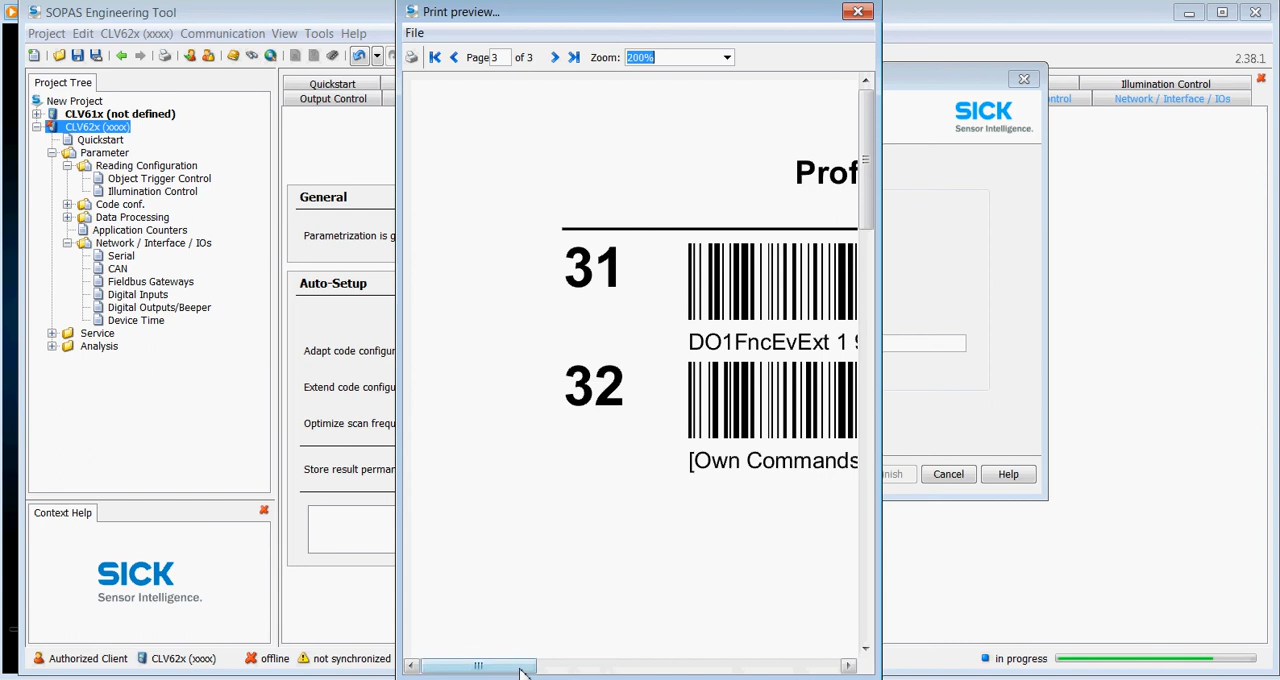 SOPAS Engineering Tool
Project Edit CLV62x (xxxx) Communication View Tools Help
2.38.1
Project Tree
New Project
CLV61x (not defined)
CLV62x (xxxx)
Quickstart
Parameter
Reading Configuration
Object Trigger Control
Illumination Control
Code conf.
Data Processing
Application Counters
Network / Interface / IOs
Serial
CAN
Fieldbus Gateways
Digital Inputs
Digital Outputs/Beeper
Device Time
Service
Analysis
Context Help
SICK
Sensor Intelligence.
Authorized Client CLV62x (xxxx) offline not synchronized
in progress
Quickstart
Output Control
General
Parametrization is g
Auto-Setup
Adapt code configur
Extend code configu
Optimize scan frequ
Store result perman
Print preview...
File
Page 3 of 3 Zoom: 200%
Prof
31
DO1FncEvExt 1 9
32
[Own Commands
Illumination Control
ontrol
Network / Interface / IOs
SICK
Sensor Intelligence.
nish
Cancel
Help